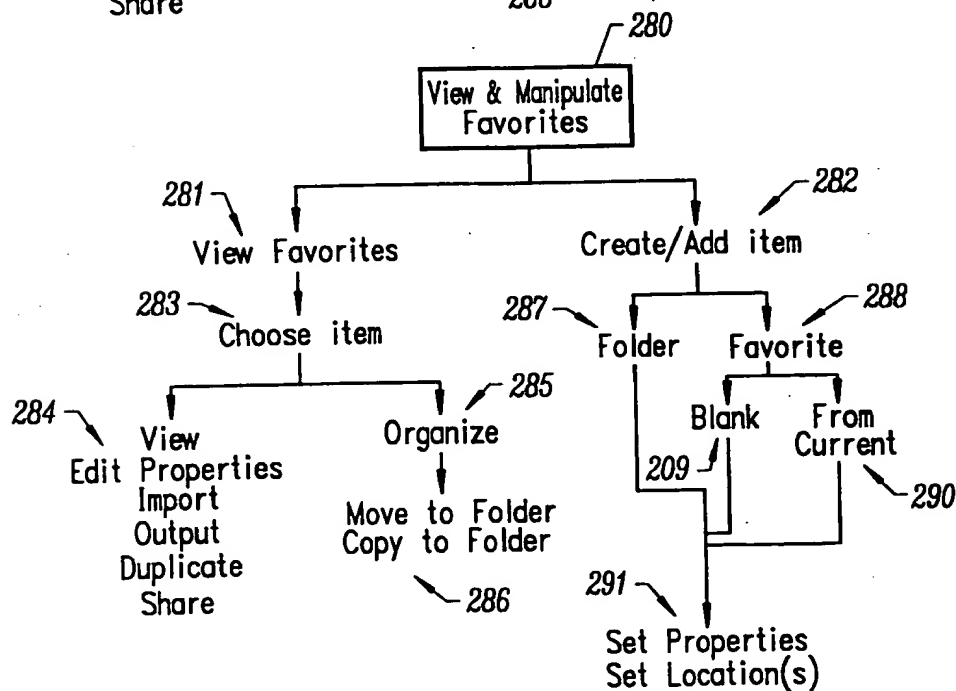 Share
280
View & Manipulate
Favorites
281
282
View Favorites
Create/Add item
283
287
288
Choose item
Folder
Favorite
284
285
View
Edit Properties
Import
Output
Duplicate
Share
Organize
Blank
From
Current
209
290
Move to Folder
Copy to Folder
286
291
Set Properties
Set Location(s)